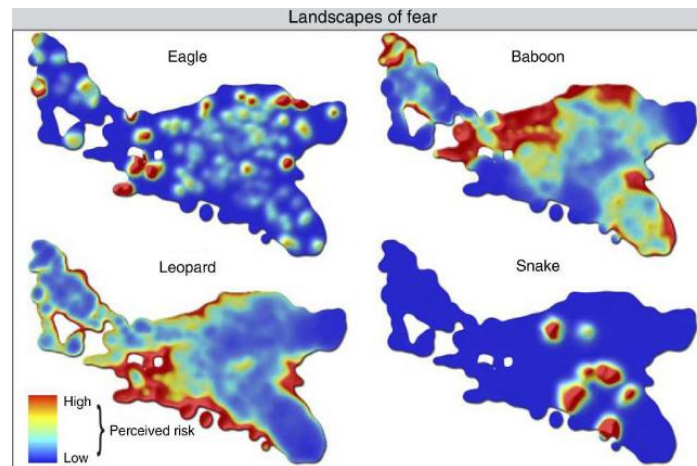 Landscapes of fear
Eagle
Baboon
Leopard
Snake
High
Perceived risk
Low